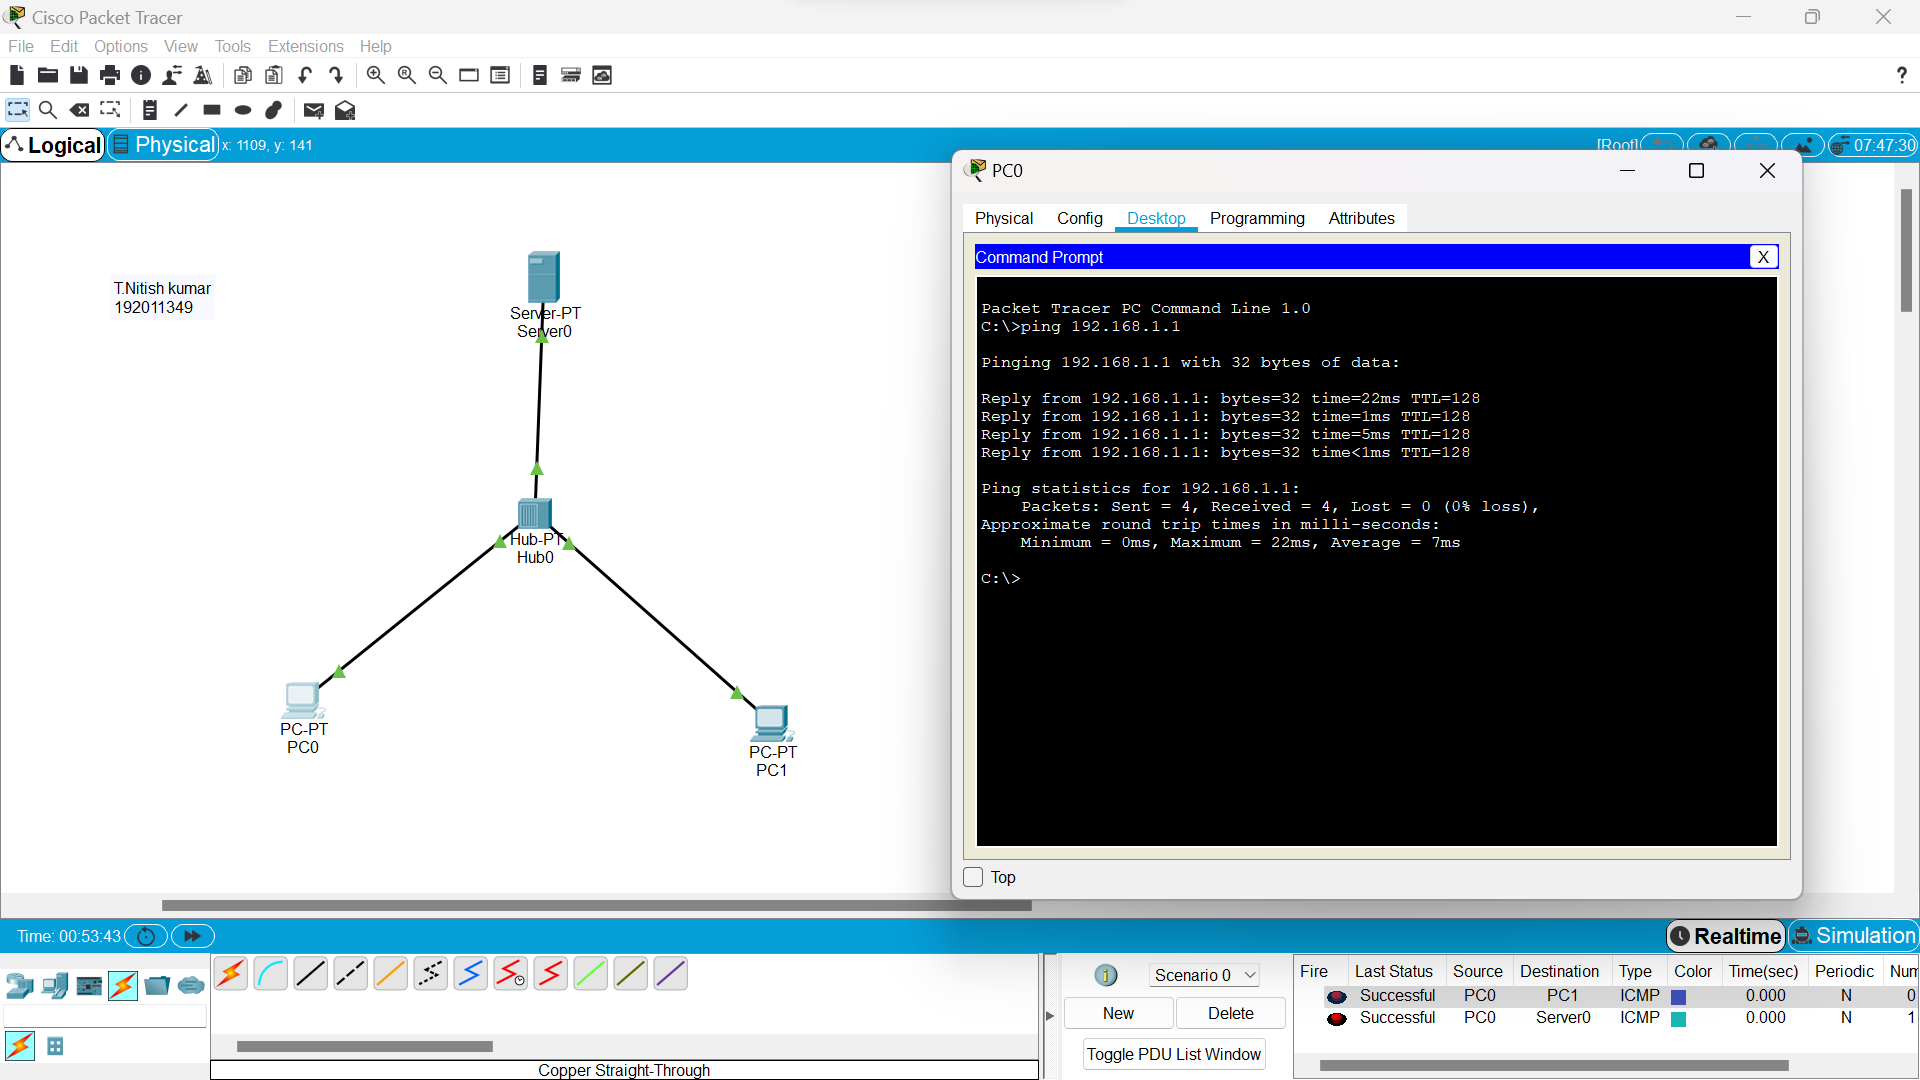 Cisco Packet Tracer
File Edit Options View Tools Extensions Help
?
Logical Physical x: 1109, y: 141
[Root] 07:47:30
T.Nitish kumar
192011349
Server-PT
Server0
Hub-PT
Hub0
PC-PT
PC0
PC-PT
PC1
PC0
Physical Config Desktop Programming Attributes
Command Prompt X
Packet Tracer PC Command Line 1.0
C:\>ping 192.168.1.1
Pinging 192.168.1.1 with 32 bytes of data:
Reply from 192.168.1.1: bytes=32 time=22ms TTL=128
Reply from 192.168.1.1: bytes=32 time=1ms TTL=128
Reply from 192.168.1.1: bytes=32 time=5ms TTL=128
Reply from 192.168.1.1: bytes=32 time<1ms TTL=128
Ping statistics for 192.168.1.1:
Packets: Sent = 4, Received = 4, Lost = 0 (0% loss),
Approximate round trip times in milli-seconds:
Minimum = 0ms, Maximum = 22ms, Average = 7ms
C:\>
Top
Time: 00:53:43
Realtime Simulation
Copper Straight-Through
Scenario 0
New Delete
Toggle PDU List Window
Fire Last Status Source Destination Type Color Time(sec) Periodic Num
Successful PC0 PC1 ICMP 0.000 N 0
Successful PC0 Server0 ICMP 0.000 N 1